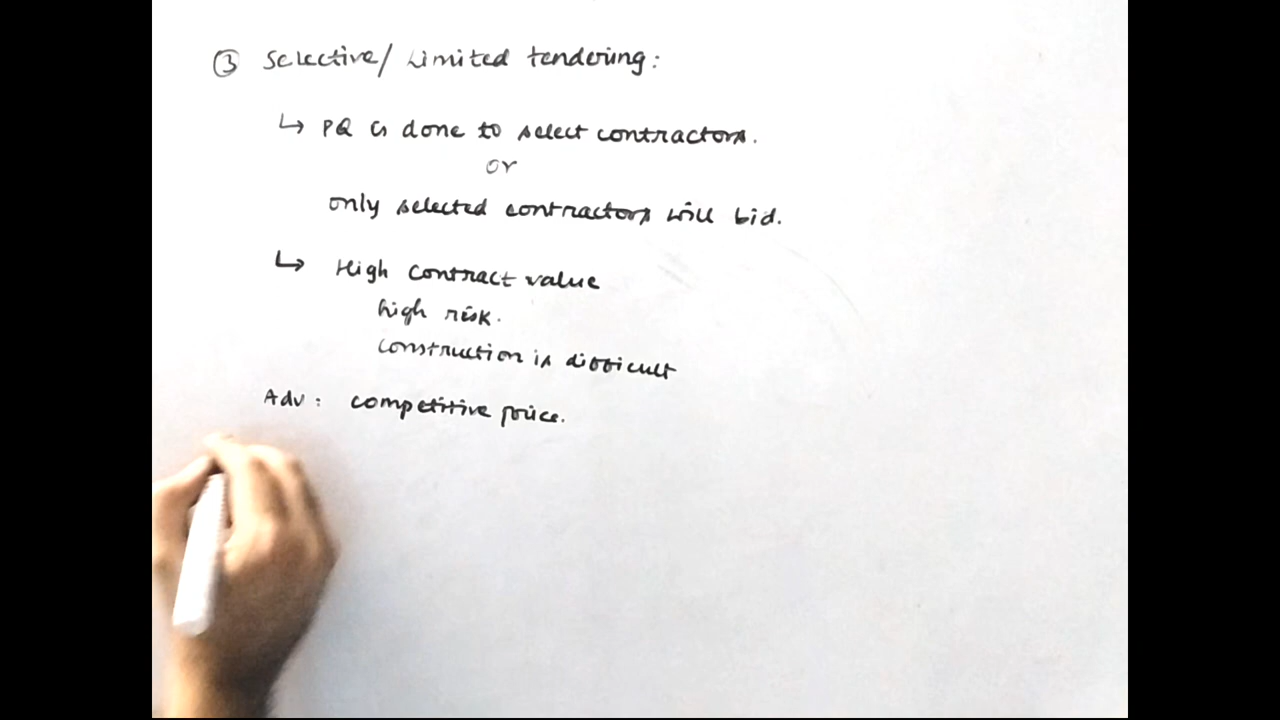 ③ Selective/ Limited tendering:
↳ PQ is done to select contractors.
or
only selected contractors will bid.
↳ High contract value
high risk.
construction is difficult
Adv: competitive price.